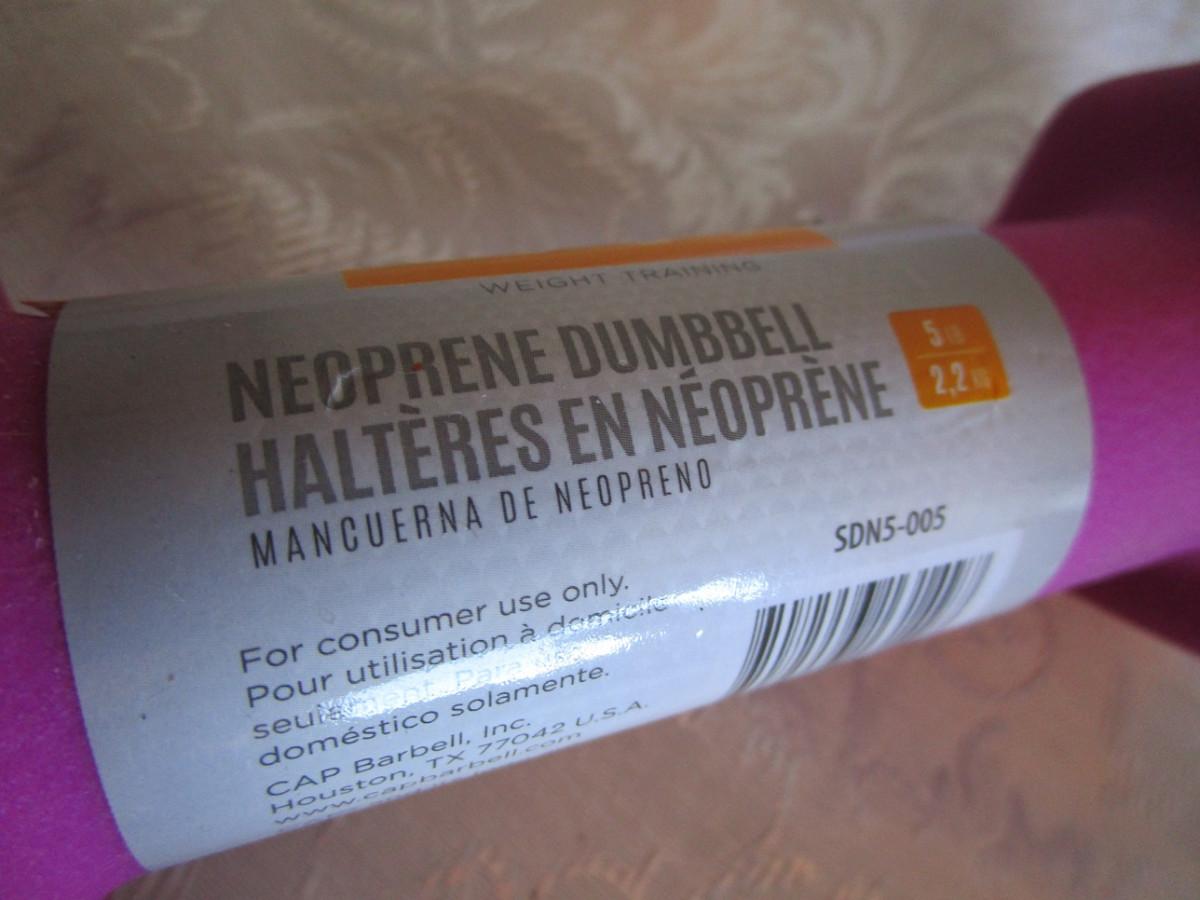 WEIGHT TRAINING
NEOPRENE DUMBBELL
HALTÈRES EN NÉOPRÈNE
MANCUERNA DE NEOPRENO
5 LB
2,2 KG
SDN5-005
For consumer use only.
Pour utilisation à domicile
seulement. Para
doméstico solamente.
CAP Barbell, Inc.
Houston, TX 77042 U.S.A.
www.capbarbell.com